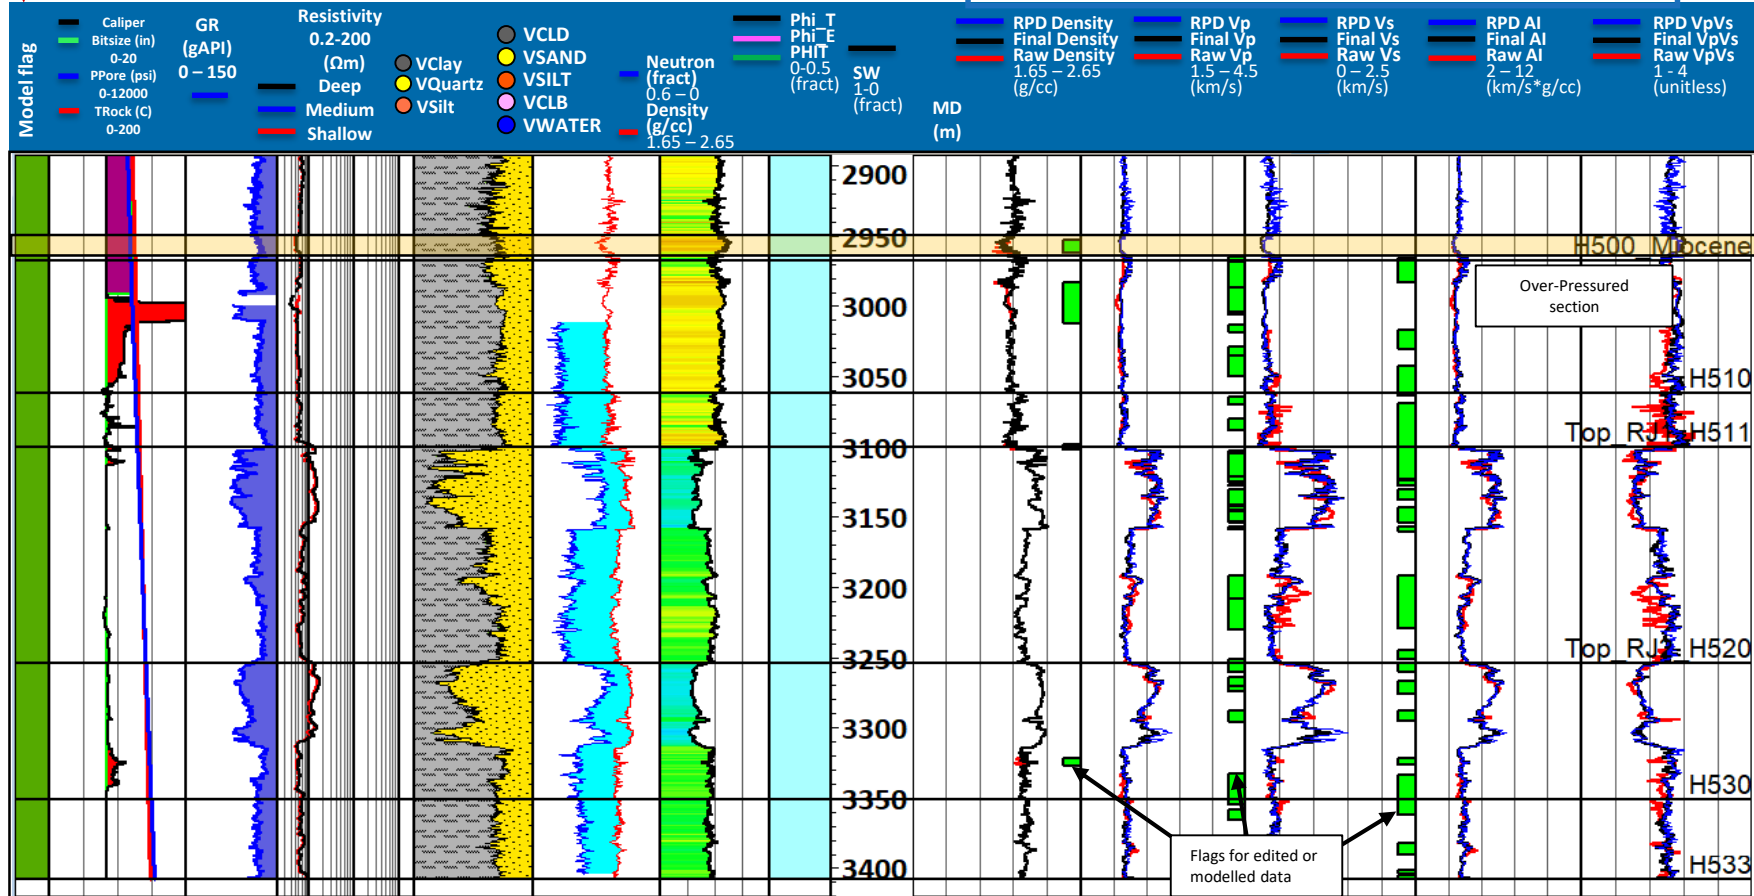 Model flag
Caliper
Bitsize (in)
0-20
PPore (psi)
0-12000
TRock (C)
0-200
GR
(gAPI)
0 – 150
Resistivity
0.2-200
(Ωm)
Deep
Medium
Shallow
VClay
VQuartz
VSilt
VCLD
VSAND
VSILT
VCLB
VWATER
Neutron
(fract)
0.6 – 0
Density
(g/cc)
1.65 – 2.65
Phi_T
Phi_E
PHIT
0-0.5
(fract)
SW
1-0
(fract)
MD
(m)
RPD Density
Final Density
Raw Density
1.65 – 2.65
(g/cc)
RPD Vp
Final Vp
Raw Vp
1.5 – 4.5
(km/s)
RPD Vs
Final Vs
Raw Vs
0 – 2.5
(km/s)
RPD AI
Final AI
Raw AI
2 – 12
(km/s*g/cc)
RPD VpVs
Final VpVs
Raw VpVs
1 - 4
(unitless)
2900
2950
H500_Miocene
Over-Pressured
section
3000
3050
H510
3100
Top_RJ
H511
3150
3200
3250
Top_RJ
H520
3300
3350
H530
3400
H533
Flags for edited or
modelled data